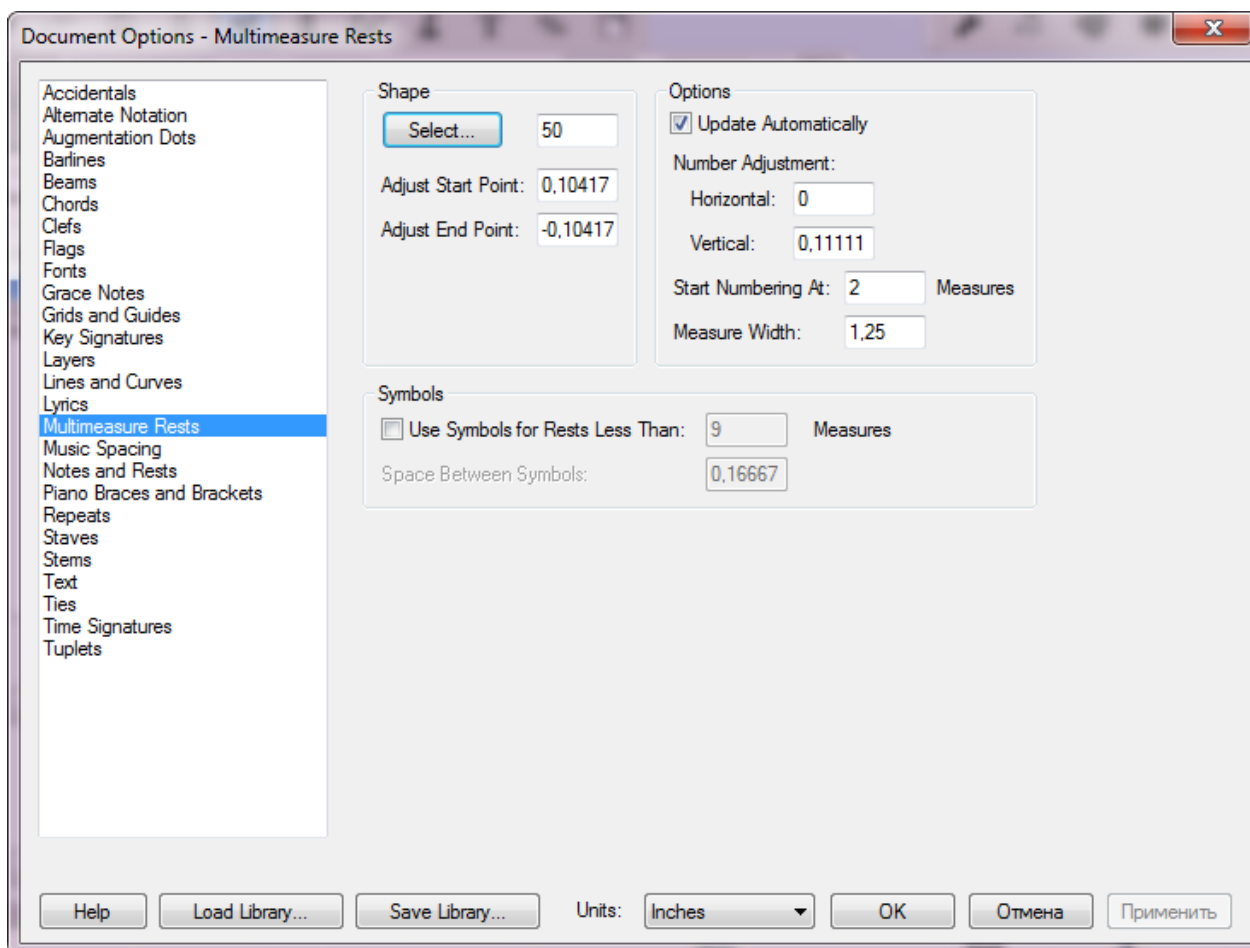 Document Options - Multimeasure Rests
Accidentals
Alternate Notation
Augmentation Dots
Barlines
Beams
Chords
Clefs
Flags
Fonts
Grace Notes
Grids and Guides
Key Signatures
Layers
Lines and Curves
Lyrics
Multimeasure Rests
Music Spacing
Notes and Rests
Piano Braces and Brackets
Repeats
Staves
Stems
Text
Ties
Time Signatures
Tuplets
Shape
Select... 50
Adjust Start Point: 0,10417
Adjust End Point: -0,10417
Options
Update Automatically
Number Adjustment:
Horizontal: 0
Vertical: 0,11111
Start Numbering At: 2 Measures
Measure Width: 1,25
Symbols
Use Symbols for Rests Less Than: 9 Measures
Space Between Symbols: 0,16667
Help Load Library... Save Library... Units: Inches OK Отмена Применить